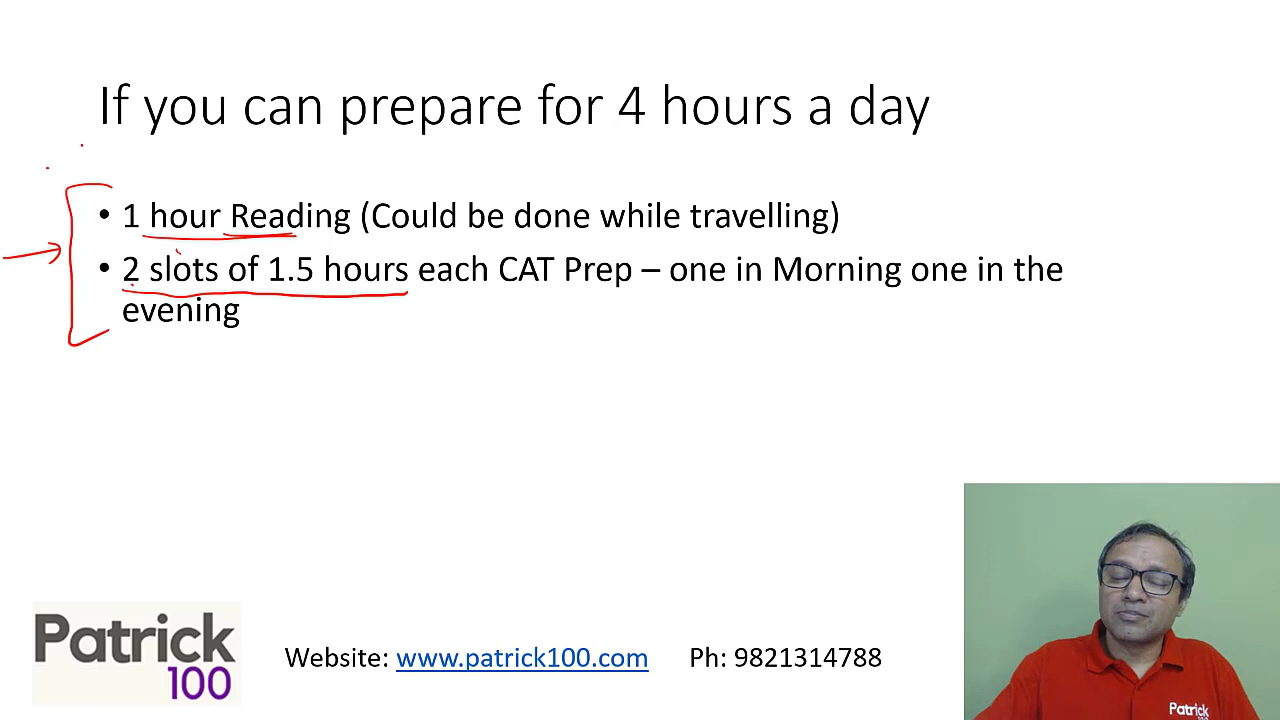 If you can prepare for 4 hours a day
• 1 hour Reading (Could be done while travelling)
• 2 slots of 1.5 hours each CAT Prep – one in Morning one in the
evening
Patrick
100
Website: www.patrick100.com Ph: 9821314788
Patrick
100